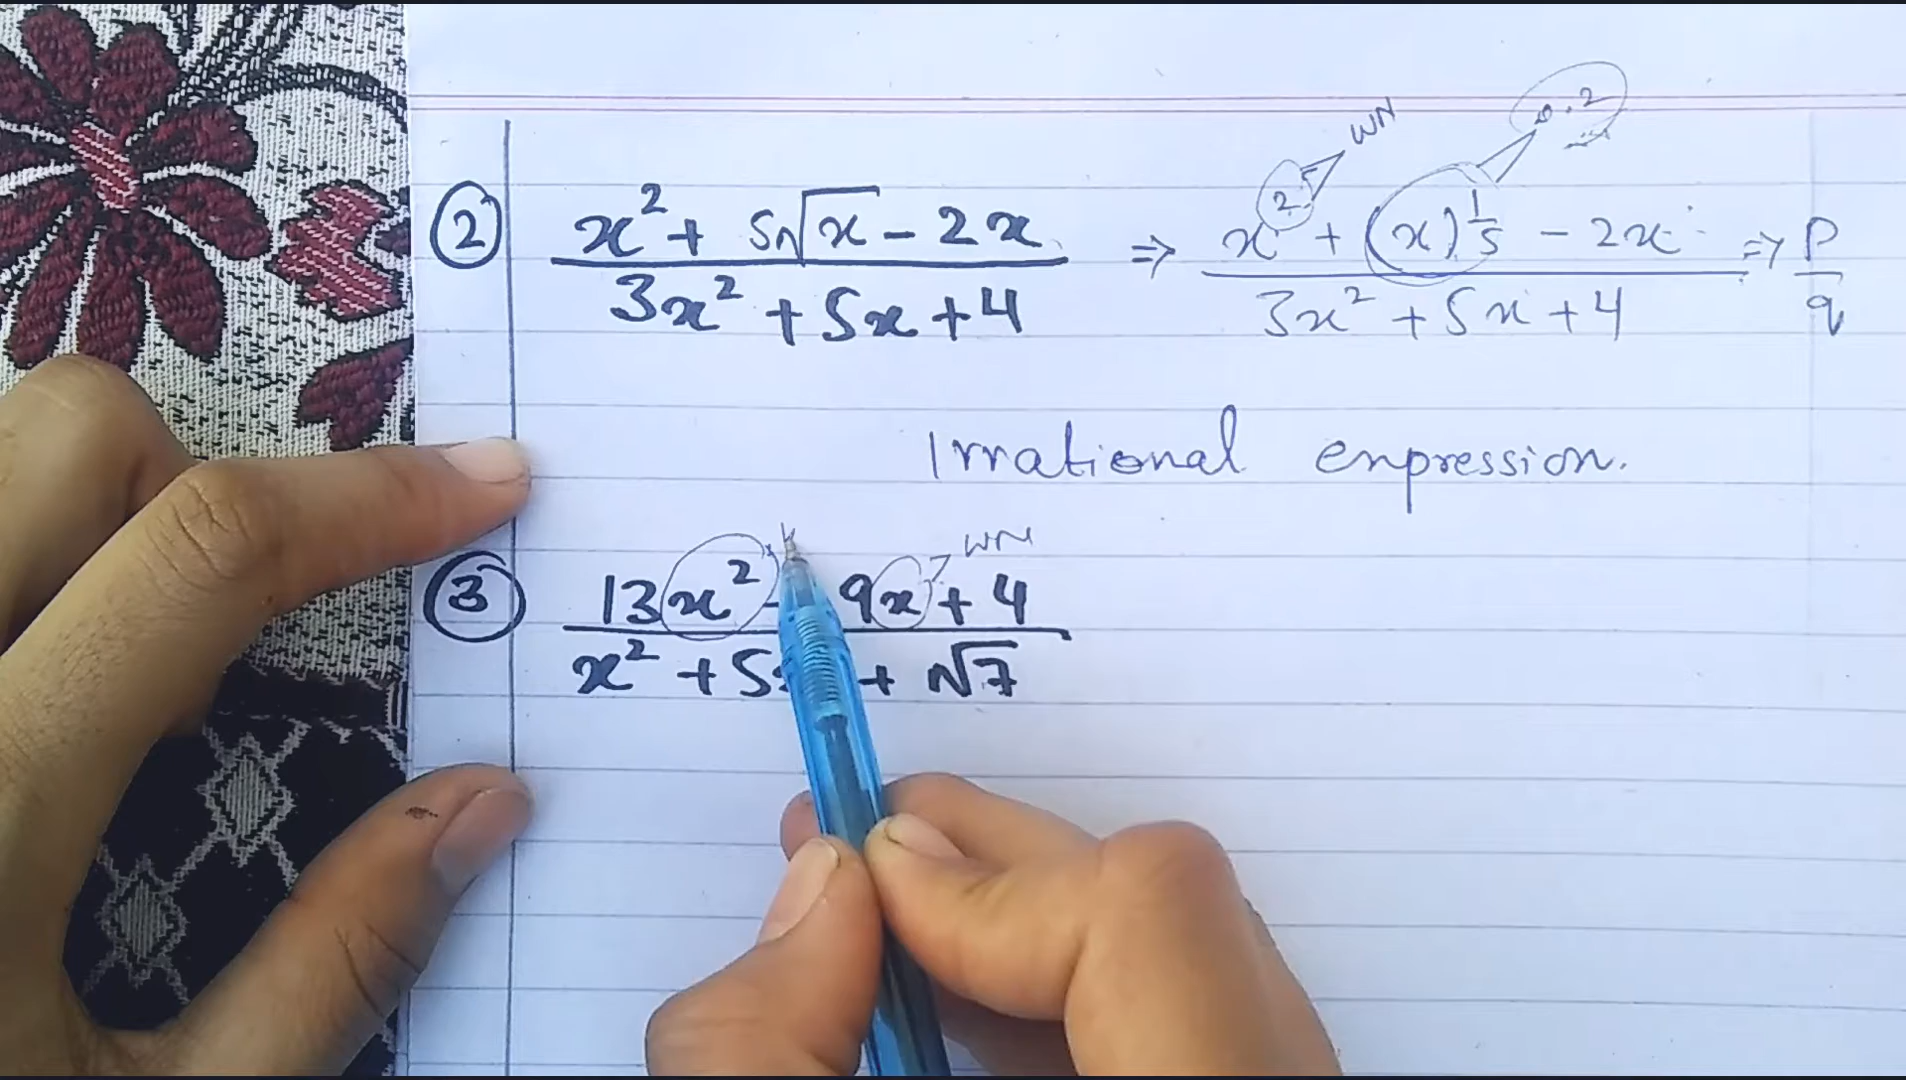 WN 0.2
② x² + 5√x - 2x / 3x² + 5x + 4 => x² + (x)^1/5 - 2x / 3x² + 5x + 4 => P/q
Irrational expression.
WN
③ 13x² - 9x + 4 / x² + 5 + √7